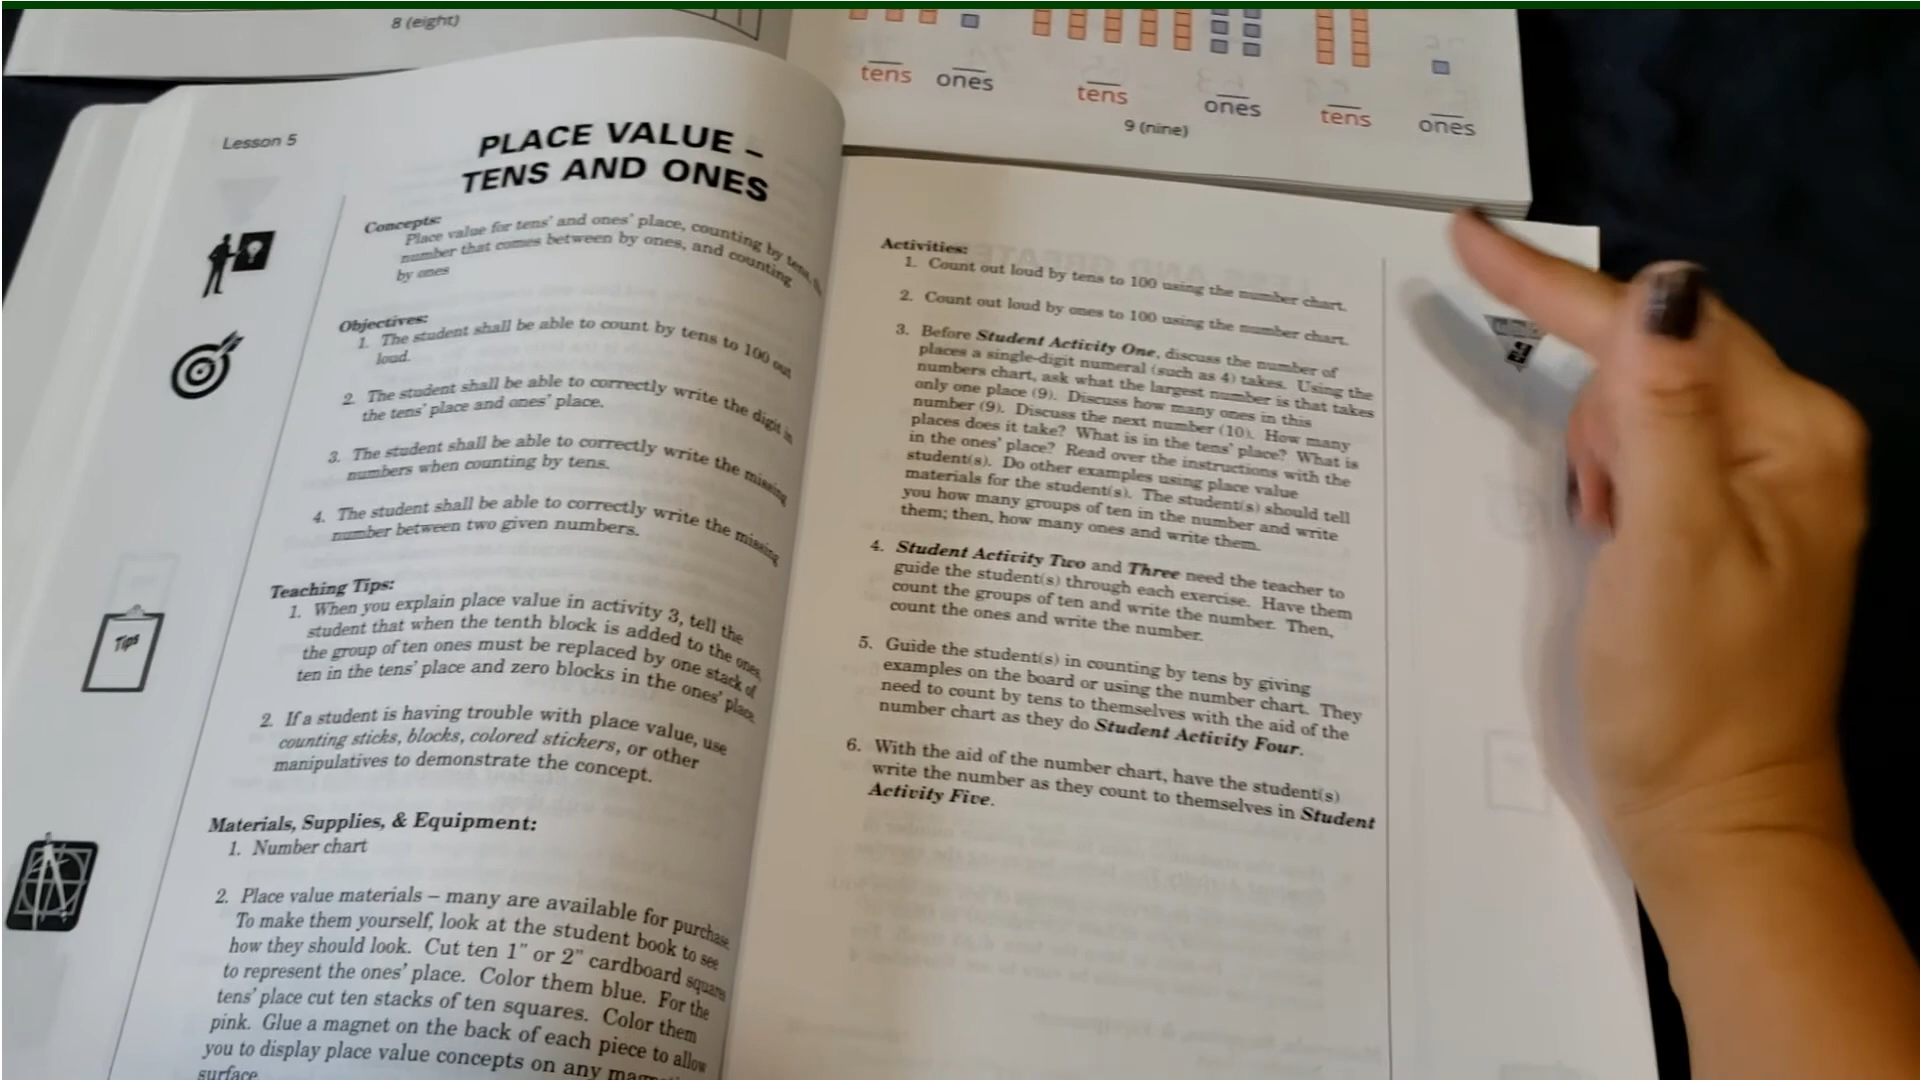 8 (eight)
tens ones
tens ones
tens ones
9 (nine)
Lesson 5
PLACE VALUE –
TENS AND ONES
Concepts:
Place value for tens' and ones' place, counting by tens,
number that comes between by ones, and counting
by ones
Objectives:
1. The student shall be able to count by tens to 100 out
loud.
2. The student shall be able to correctly write the digit in
the tens' place and ones' place.
3. The student shall be able to correctly write the missing
numbers when counting by tens.
4. The student shall be able to correctly write the missing
number between two given numbers.
Teaching Tips:
Tips
1. When you explain place value in activity 3, tell the
student that when the tenth block is added to the ones,
the group of ten ones must be replaced by one stack of
ten in the tens' place and zero blocks in the ones' place.
2. If a student is having trouble with place value, use
counting sticks, blocks, colored stickers, or other
manipulatives to demonstrate the concept.
Materials, Supplies, & Equipment:
1. Number chart
2. Place value materials – many are available for purchase.
To make them yourself, look at the student book to see
how they should look. Cut ten 1" or 2" cardboard squares
to represent the ones' place. Color them blue. For the
tens' place cut ten stacks of ten squares. Color them
pink. Glue a magnet on the back of each piece to allow
you to display place value concepts on any
surface
Activities:
1. Count out loud by tens to 100 using the number chart.
2. Count out loud by ones to 100 using the number chart.
3. Before Student Activity One, discuss the number of
places a single-digit numeral (such as 4) takes. Using the
numbers chart, ask what the largest number is that takes
only one place (9). Discuss how many ones in this
number (9). Discuss the next number (10). How many
places does it take? What is in the tens' place? What is
in the ones' place? Read over the instructions with the
student(s). Do other examples using place value
materials for the student(s). The student(s) should tell
you how many groups of ten in the number and write
them; then, how many ones and write them.
4. Student Activity Two and Three need the teacher to
guide the student(s) through each exercise. Have them
count the groups of ten and write the number. Then,
count the ones and write the number.
5. Guide the student(s) in counting by tens by giving
examples on the board or using the number chart. They
need to count by tens to themselves with the aid of the
number chart as they do Student Activity Four.
6. With the aid of the number chart, have the student(s)
write the number as they count to themselves in Student
Activity Five.